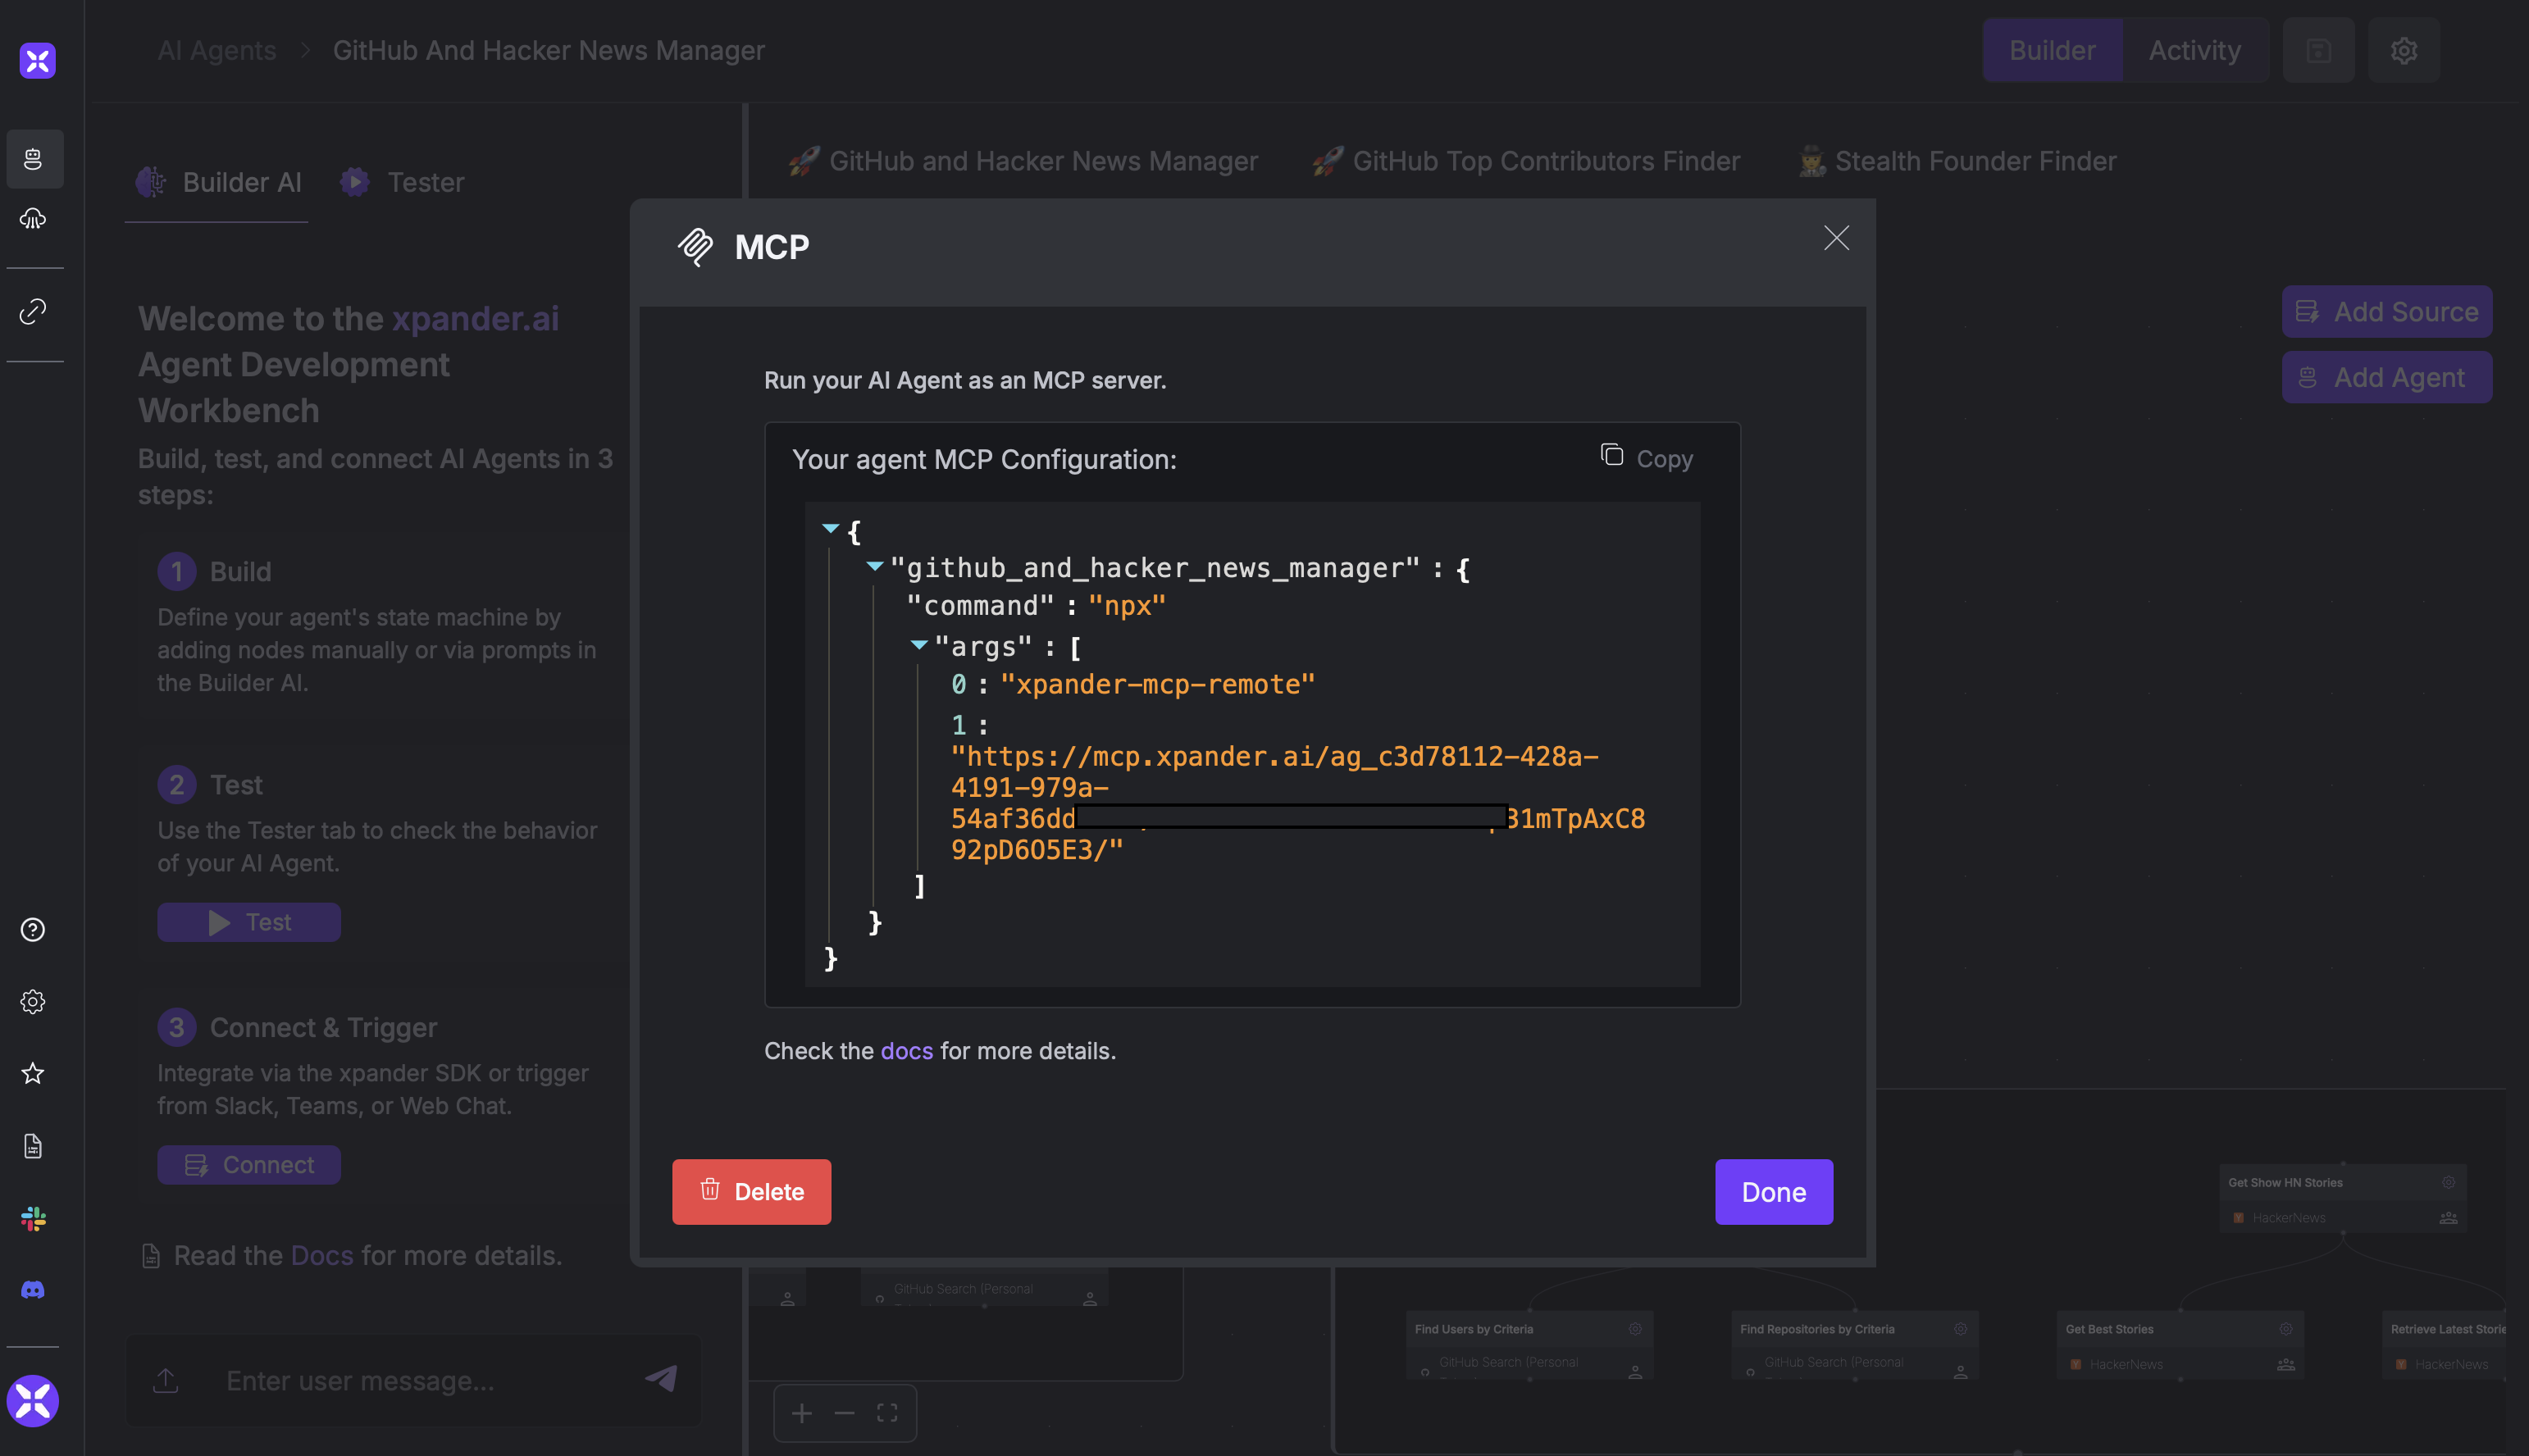 AI Agents > GitHub And Hacker News Manager
Builder
Activity
Builder AI
Tester
🚀 GitHub and Hacker News Manager
🚀 GitHub Top Contributors Finder
Stealth Founder Finder
Welcome to the xpander.ai
Agent Development
Workbench
Build, test, and connect AI Agents in 3
steps:
1 Build
Define your agent's state machine by
adding nodes manually or via prompts in
the Builder AI.
2 Test
Use the Tester tab to check the behavior
of your AI Agent.
Test
3 Connect & Trigger
Integrate via the xpander SDK or trigger
from Slack, Teams, or Web Chat.
Connect
Read the Docs for more details.
Enter user message...
MCP
Run your AI Agent as an MCP server.
Your agent MCP Configuration:
Copy
{
"github_and_hacker_news_manager" : {
"command" : "npx"
"args" : [
0 : "xpander-mcp-remote"
1 :
"https://mcp.xpander.ai/ag_c3d78112-428a-
4191-979a-
54af36dd 31mTpAxC8
92pD6O5E3/"
]
}
}
Check the docs for more details.
Delete
Done
Add Source
Add Agent
GitHub Search (Personal
Get Show HN Stories
HackerNews
Find Users by Criteria
GitHub Search (Personal
Find Repositories by Criteria
GitHub Search (Personal
Get Best Stories
HackerNews
Retrieve Latest Storie
HackerNews